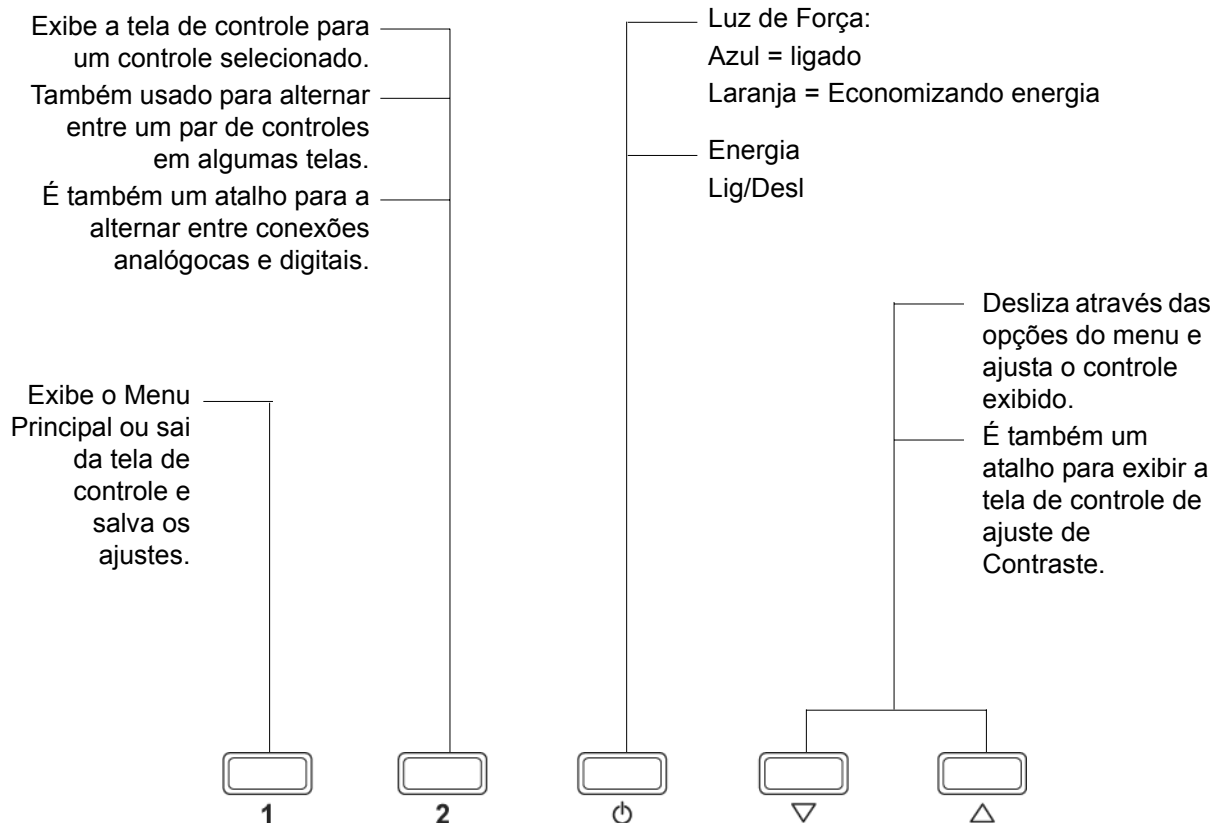 Exibe a tela de controle para
um controle selecionado.
Também usado para alternar
entre um par de controles
em algumas telas.
É também um atalho para a
alternar entre conexões
analógocas e digitais.
Luz de Força:
Azul = ligado
Laranja = Economizando energia
Energia
Lig/Desl
Desliza através das
opções do menu e
ajusta o controle
exibido.
É também um
atalho para exibir a
tela de controle de
ajuste de
Contraste.
Exibe o Menu
Principal ou sai
da tela de
controle e
salva os
ajustes.
1
2